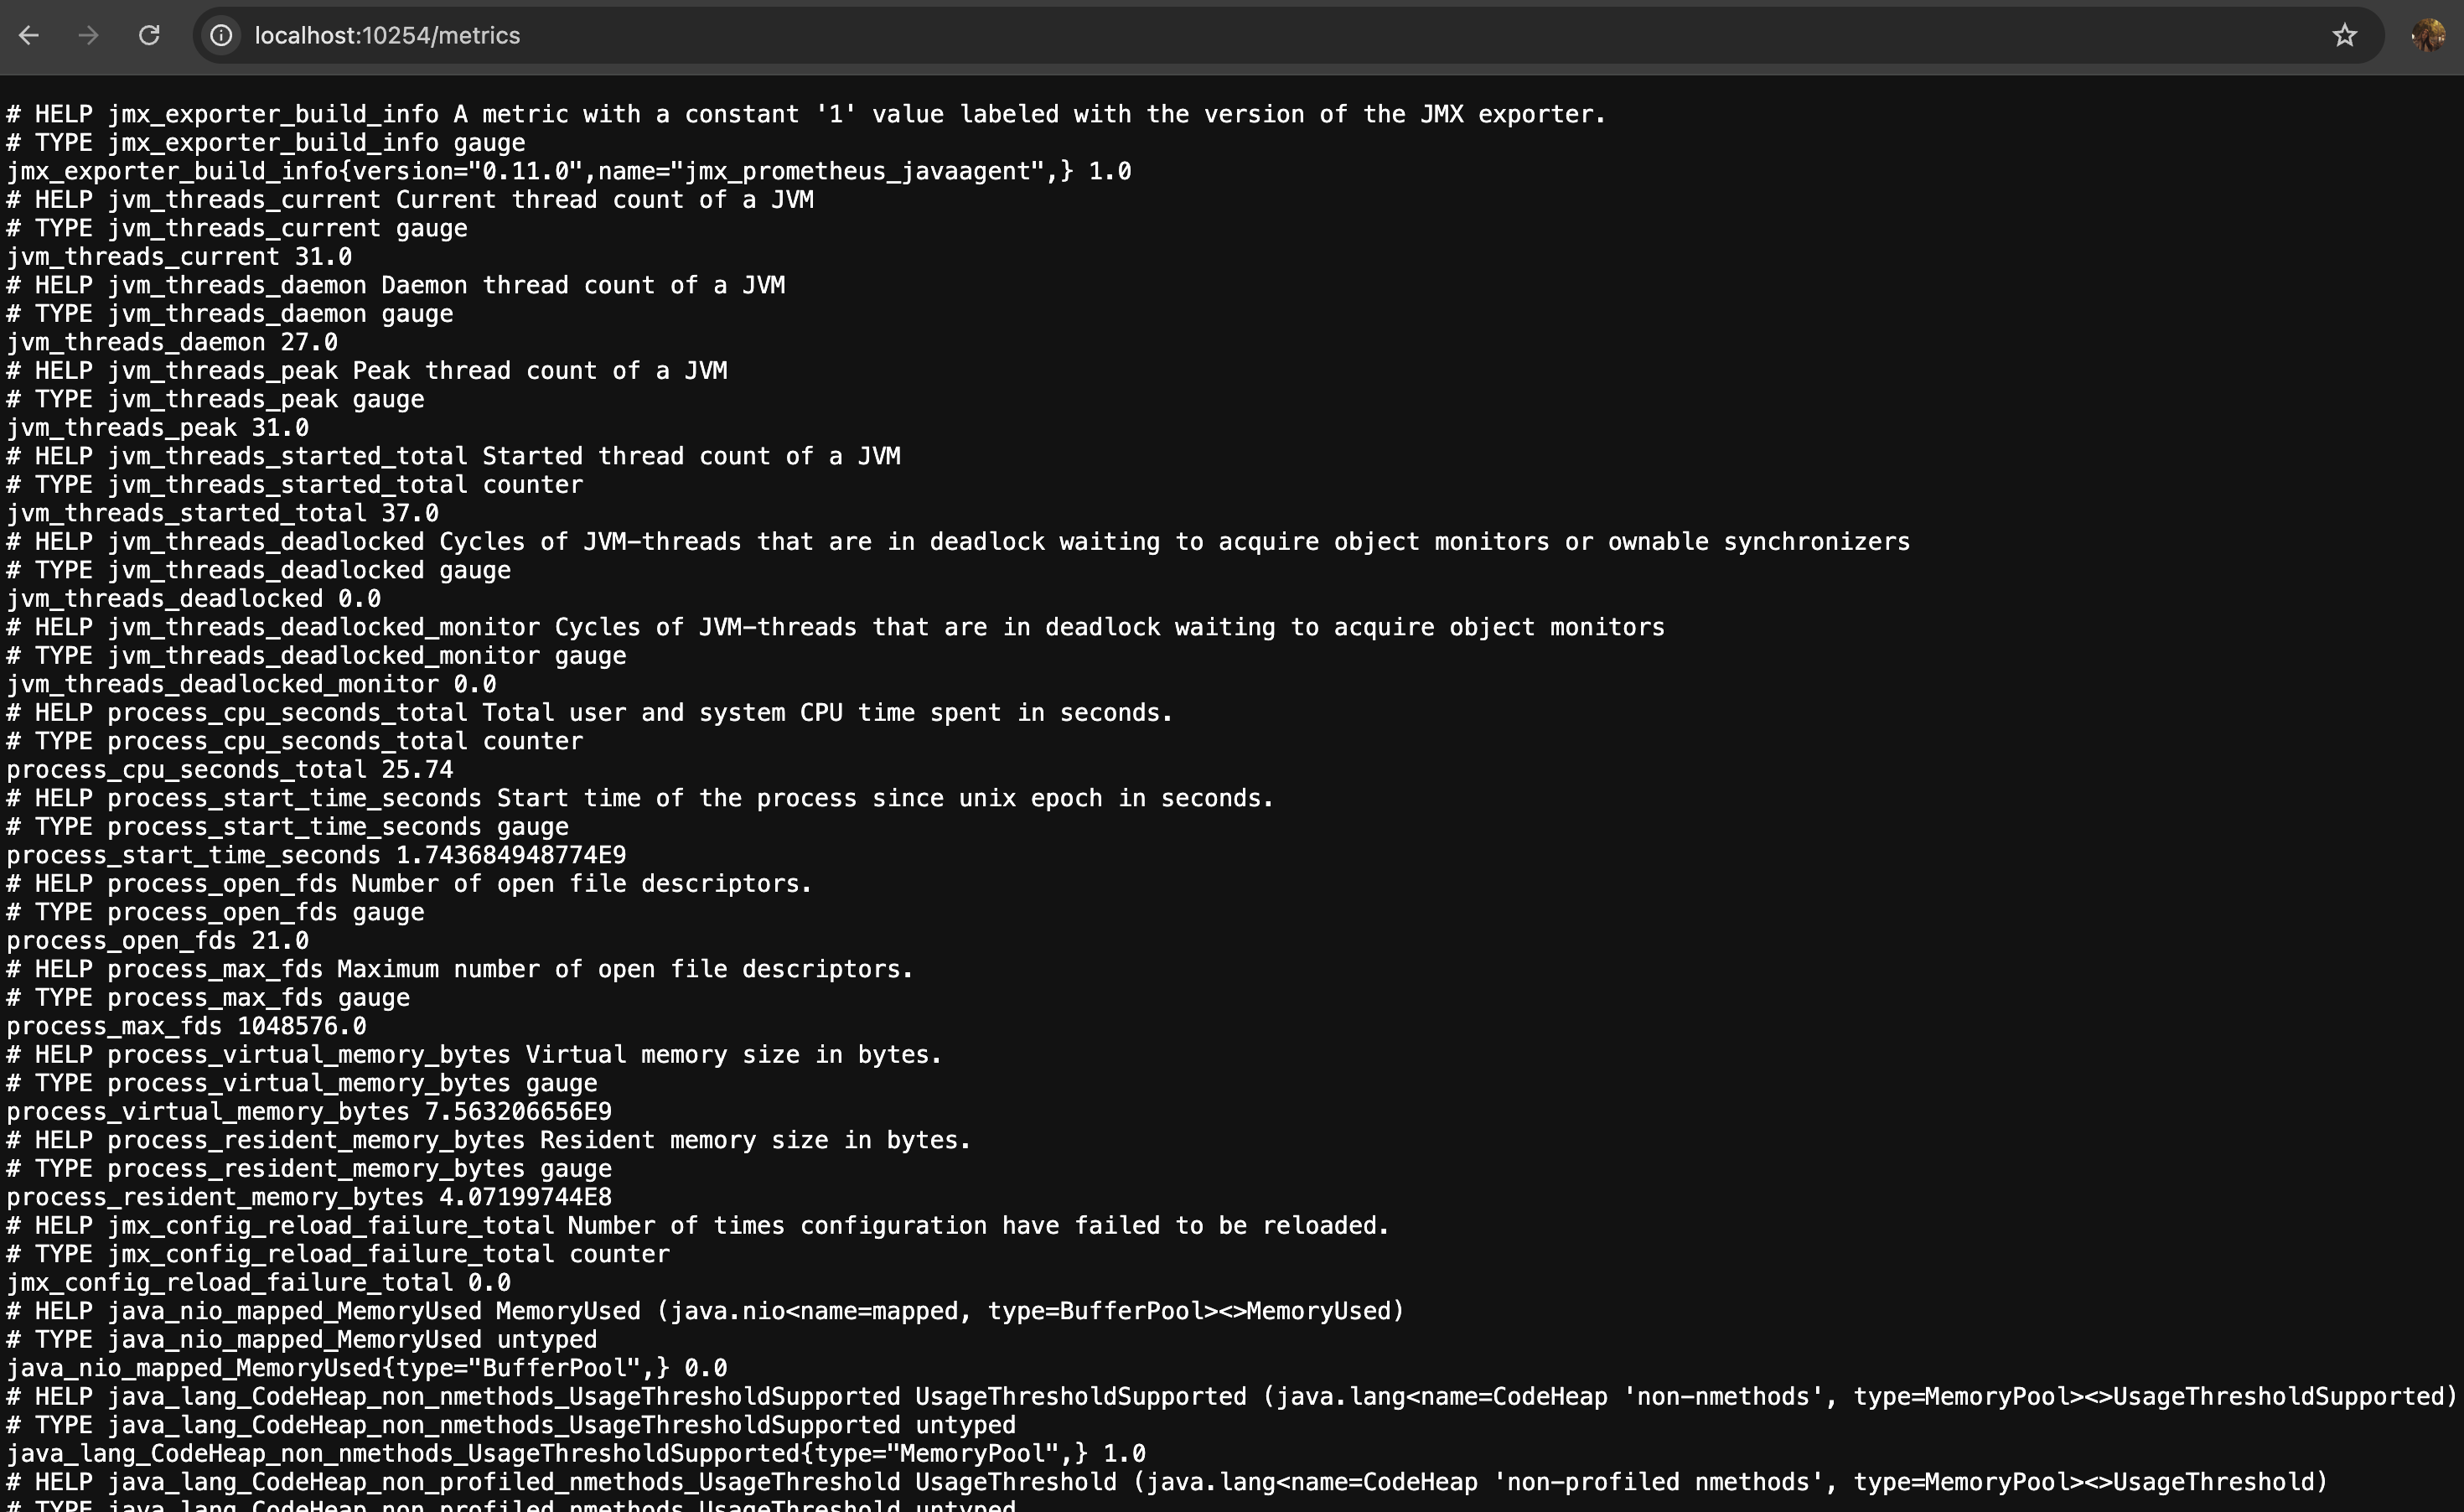 localhost:10254/metrics
# HELP jmx_exporter_build_info A metric with a constant '1' value labeled with the version of the JMX exporter.
# TYPE jmx_exporter_build_info gauge
jmx_exporter_build_info{version="0.11.0",name="jmx_prometheus_javaagent",} 1.0
# HELP jvm_threads_current Current thread count of a JVM
# TYPE jvm_threads_current gauge
jvm_threads_current 31.0
# HELP jvm_threads_daemon Daemon thread count of a JVM
# TYPE jvm_threads_daemon gauge
jvm_threads_daemon 27.0
# HELP jvm_threads_peak Peak thread count of a JVM
# TYPE jvm_threads_peak gauge
jvm_threads_peak 31.0
# HELP jvm_threads_started_total Started thread count of a JVM
# TYPE jvm_threads_started_total counter
jvm_threads_started_total 37.0
# HELP jvm_threads_deadlocked Cycles of JVM-threads that are in deadlock waiting to acquire object monitors or ownable synchronizers
# TYPE jvm_threads_deadlocked gauge
jvm_threads_deadlocked 0.0
# HELP jvm_threads_deadlocked_monitor Cycles of JVM-threads that are in deadlock waiting to acquire object monitors
# TYPE jvm_threads_deadlocked_monitor gauge
jvm_threads_deadlocked_monitor 0.0
# HELP process_cpu_seconds_total Total user and system CPU time spent in seconds.
# TYPE process_cpu_seconds_total counter
process_cpu_seconds_total 25.74
# HELP process_start_time_seconds Start time of the process since unix epoch in seconds.
# TYPE process_start_time_seconds gauge
process_start_time_seconds 1.743684948774E9
# HELP process_open_fds Number of open file descriptors.
# TYPE process_open_fds gauge
process_open_fds 21.0
# HELP process_max_fds Maximum number of open file descriptors.
# TYPE process_max_fds gauge
process_max_fds 1048576.0
# HELP process_virtual_memory_bytes Virtual memory size in bytes.
# TYPE process_virtual_memory_bytes gauge
process_virtual_memory_bytes 7.563206656E9
# HELP process_resident_memory_bytes Resident memory size in bytes.
# TYPE process_resident_memory_bytes gauge
process_resident_memory_bytes 4.07199744E8
# HELP jmx_config_reload_failure_total Number of times configuration have failed to be reloaded.
# TYPE jmx_config_reload_failure_total counter
jmx_config_reload_failure_total 0.0
# HELP java_nio_mapped_MemoryUsed MemoryUsed (java.nio<name=mapped, type=BufferPool><>MemoryUsed)
# TYPE java_nio_mapped_MemoryUsed untyped
java_nio_mapped_MemoryUsed{type="BufferPool",} 0.0
# HELP java_lang_CodeHeap_non_nmethods_UsageThresholdSupported UsageThresholdSupported (java.lang<name=CodeHeap 'non-nmethods', type=MemoryPool><>UsageThresholdSupported)
# TYPE java_lang_CodeHeap_non_nmethods_UsageThresholdSupported untyped
java_lang_CodeHeap_non_nmethods_UsageThresholdSupported{type="MemoryPool",} 1.0
# HELP java_lang_CodeHeap_non_profiled_nmethods_UsageThreshold UsageThreshold (java.lang<name=CodeHeap 'non-profiled nmethods', type=MemoryPool><>UsageThreshold)
# TYPE java_lang_CodeHeap_non_profiled_nmethods_UsageThreshold untyped